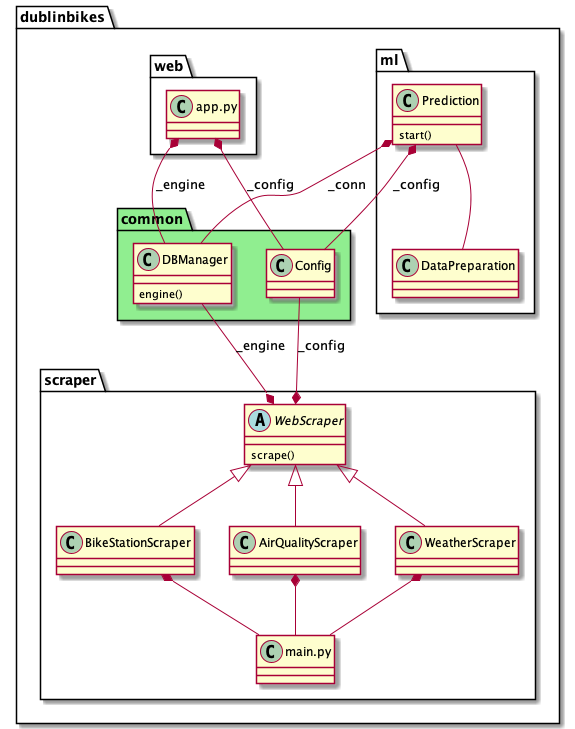 dublinbikes
web
ml
C app.py
C Prediction
start()
_engine
_config
_conn
_config
common
C DBManager
engine()
C Config
C DataPreparation
_engine
_config
scraper
A WebScraper
scrape()
C BikeStationScraper
C AirQualityScraper
C WeatherScraper
C main.py